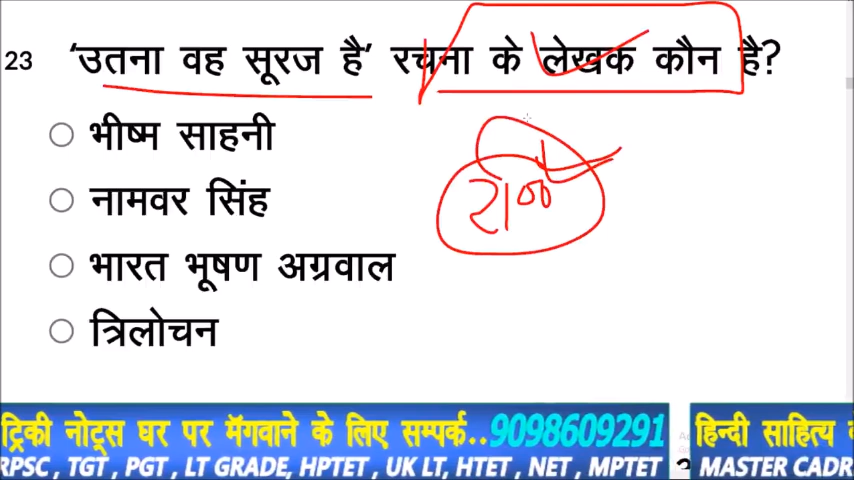 23 'उतना वह सूरज है' रचना के लेखक कौन है?
भीष्म साहनी
नामवर सिंह
भारत भूषण अग्रवाल
त्रिलोचन
ट्रिकी नोट्स घर पर मँगवाने के लिए सम्पर्क..9098609291 हिन्दी साहित्य
RPSC , TGT , PGT , LT GRADE, HPTET , UK LT, HTET , NET , MPTET MASTER CADR